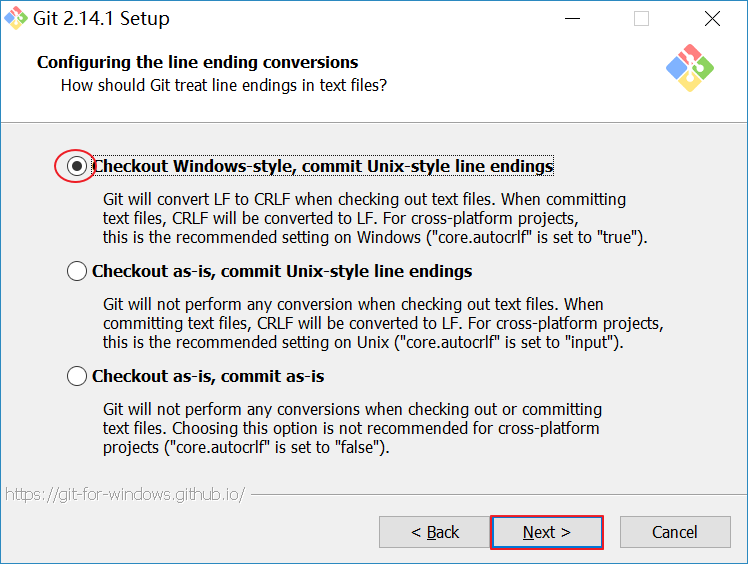 Git 2.14.1 Setup
Configuring the line ending conversions
How should Git treat line endings in text files?
Checkout Windows-style, commit Unix-style line endings
Git will convert LF to CRLF when checking out text files. When committing
text files, CRLF will be converted to LF. For cross-platform projects,
this is the recommended setting on Windows ("core.autocrlf" is set to "true").
Checkout as-is, commit Unix-style line endings
Git will not perform any conversion when checking out text files. When
committing text files, CRLF will be converted to LF. For cross-platform projects,
this is the recommended setting on Unix ("core.autocrlf" is set to "input").
Checkout as-is, commit as-is
Git will not perform any conversions when checking out or committing
text files. Choosing this option is not recommended for cross-platform
projects ("core.autocrlf" is set to "false").
https://git-for-windows.github.io/
< Back Next > Cancel